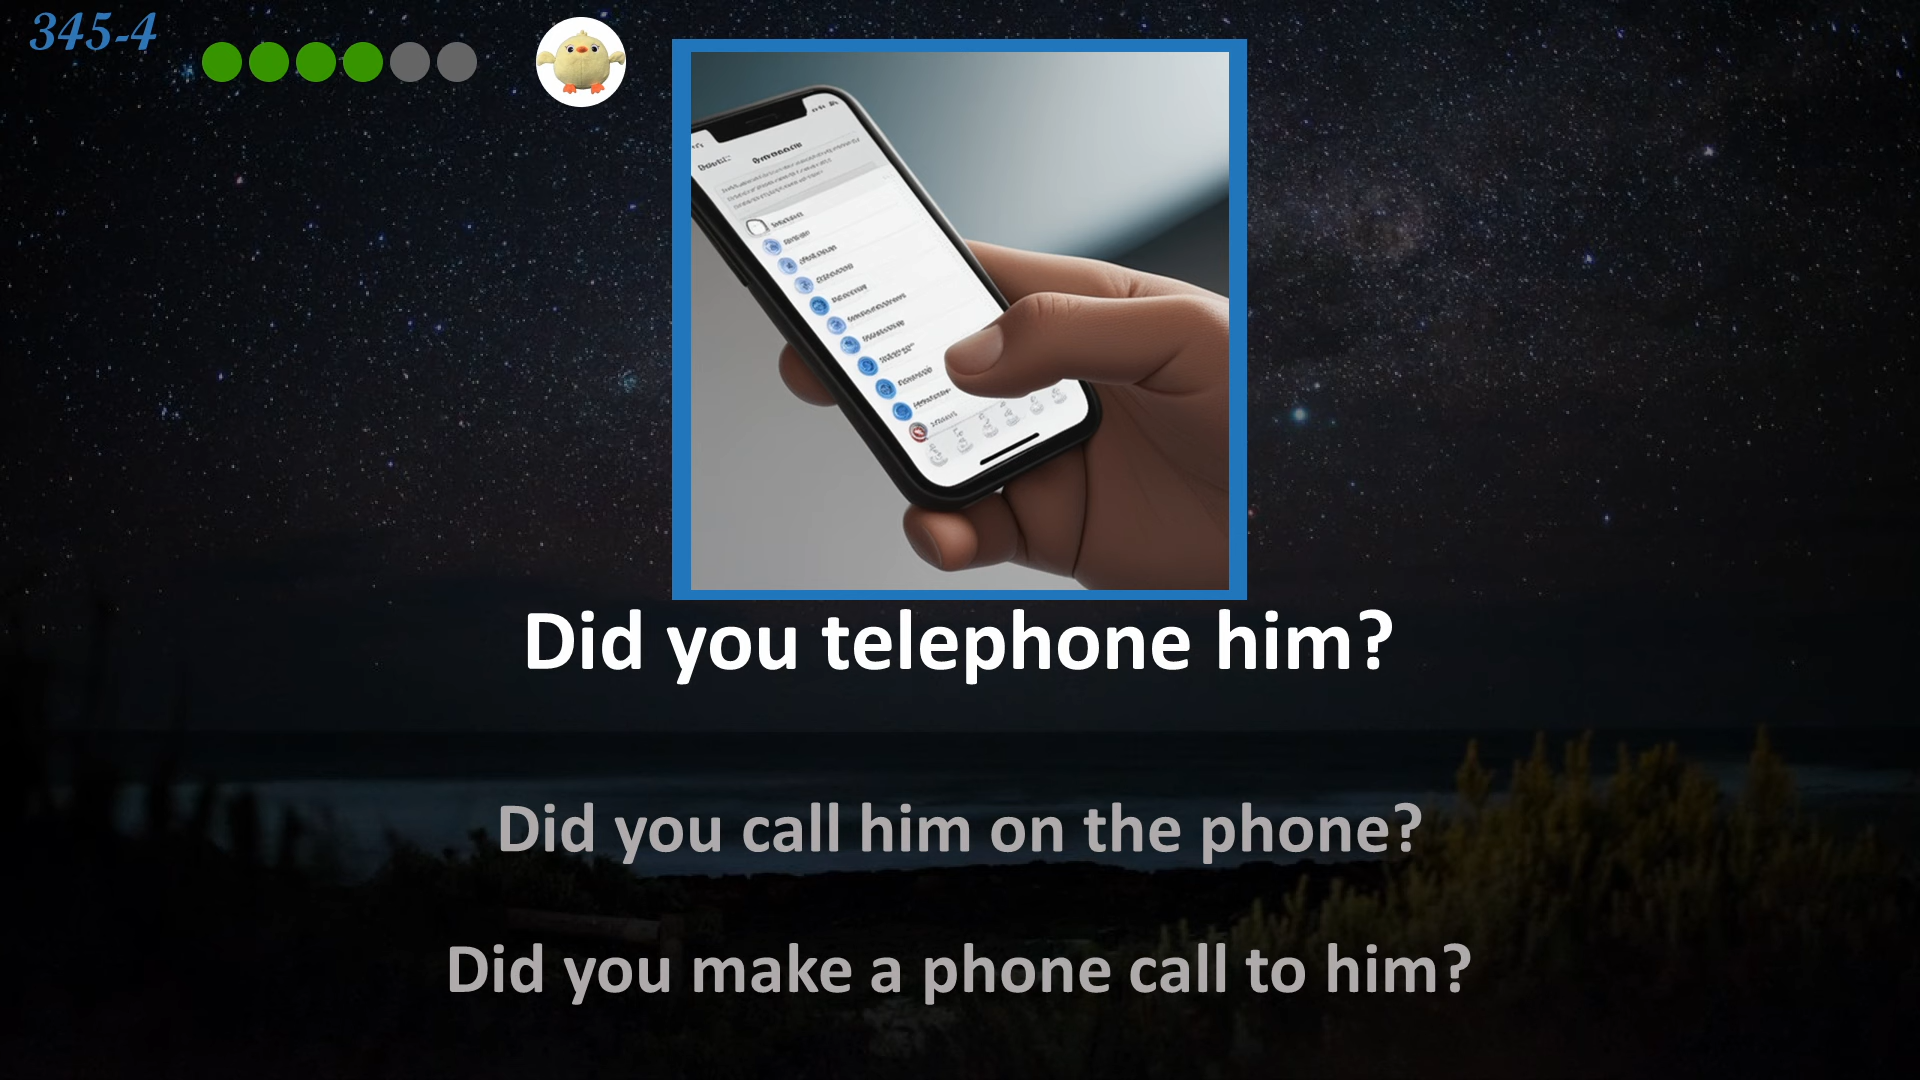 345-4
Did you telephone him?
Did you call him on the phone?
Did you make a phone call to him?